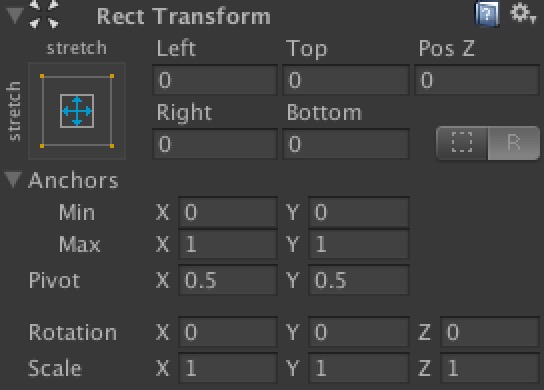 Rect Transform
stretch Left Top Pos Z
stretch
0 0 0
Right Bottom
0 0 R
Anchors
Min X 0 Y 0
Max X 1 Y 1
Pivot X 0.5 Y 0.5
Rotation X 0 Y 0 Z 0
Scale X 1 Y 1 Z 1